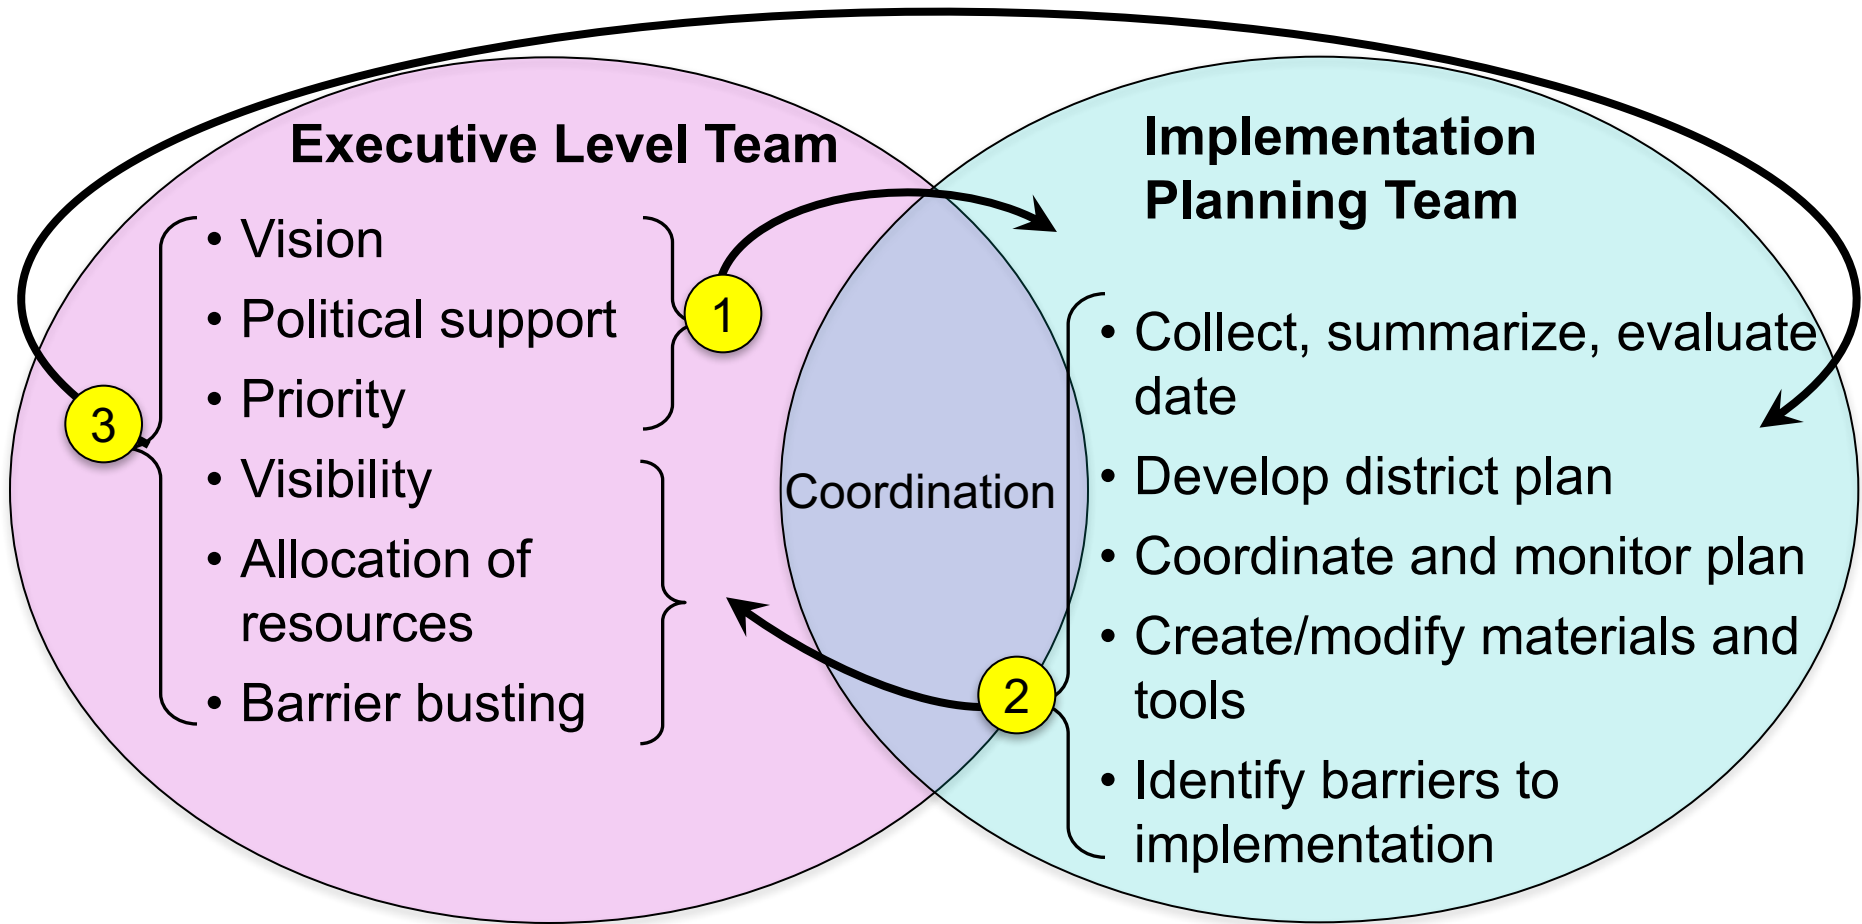 Executive Level Team
• Vision
• Political support
• Priority
• Visibility
• Allocation of
resources
• Barrier busting
1
3
Coordination
2
Implementation
Planning Team
• Collect, summarize, evaluate
date
• Develop district plan
• Coordinate and monitor plan
• Create/modify materials and
tools
• Identify barriers to
implementation